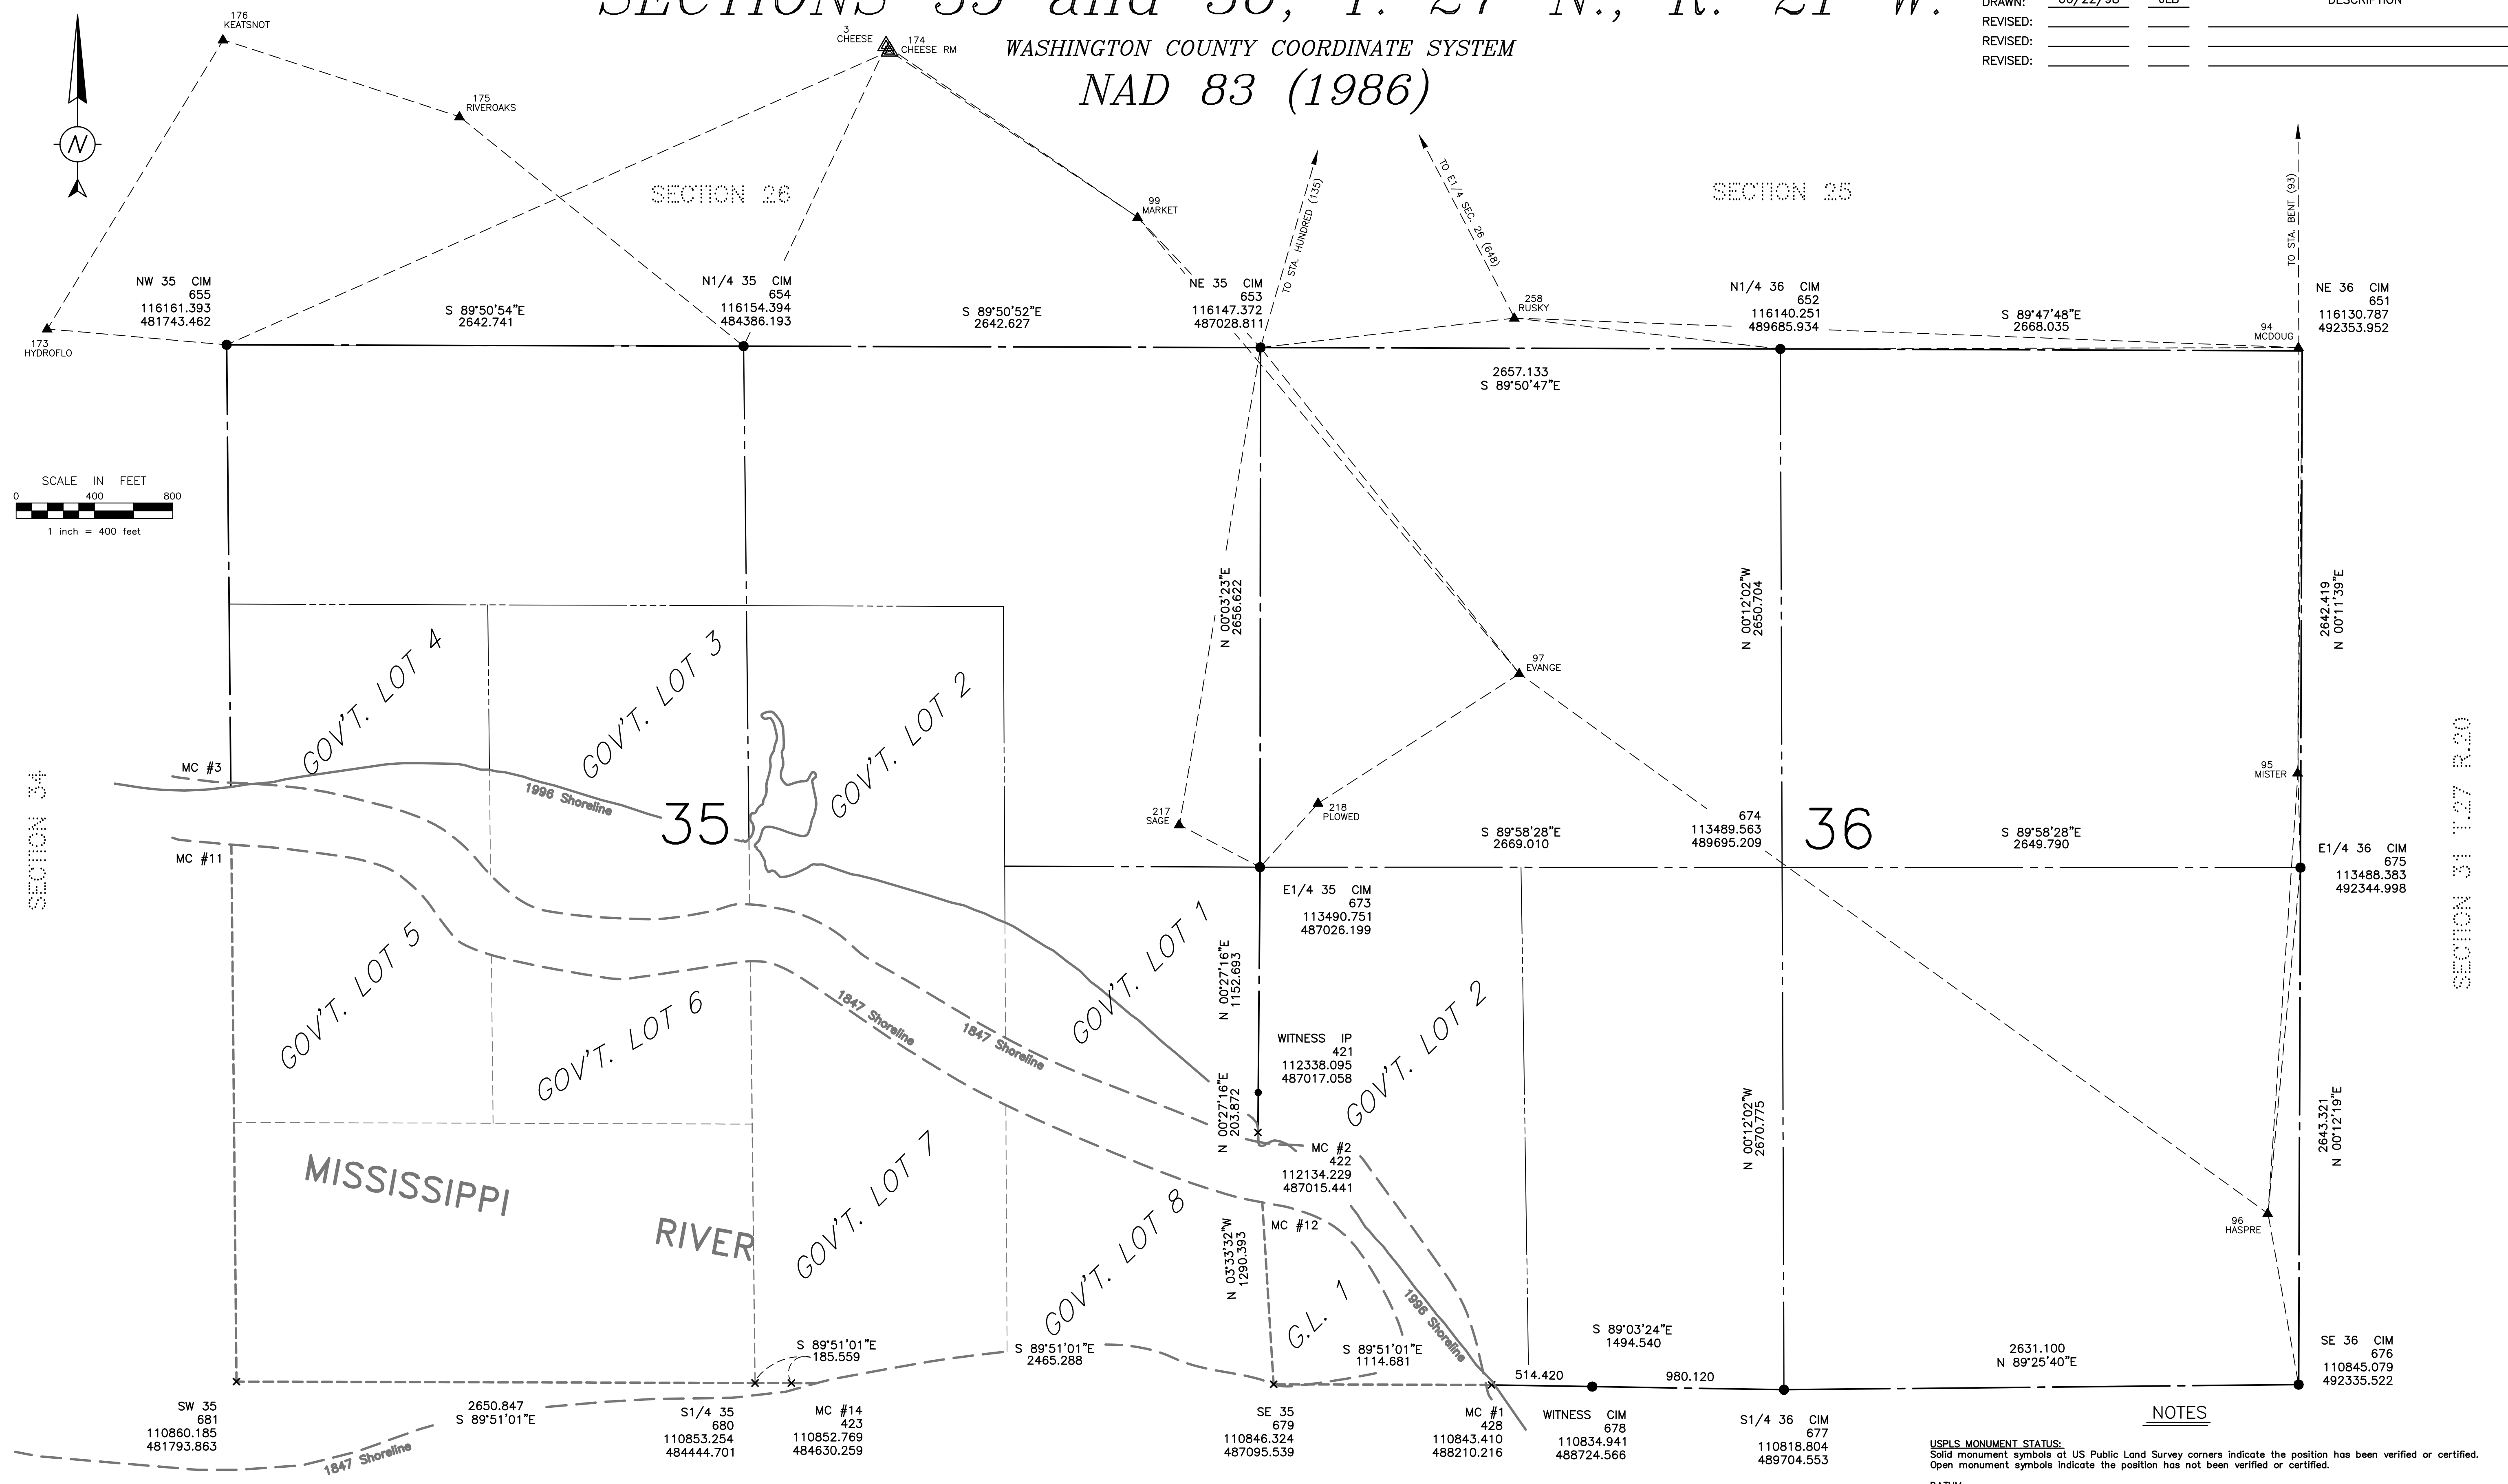 SECTIONS 35 and 36, T. 27 N., R. 21 W.
WASHINGTON COUNTY COORDINATE SYSTEM
NAD 83 (1986)
DRAWN: 06/22/98 JEB DESCRIPTION
REVISED:
REVISED:
REVISED:
176
KEATSNOT
175
RIVEROAKS
3
CHEESE
174
CHEESE RM
99
MARKET
N
SECTION 26
SECTION 25
TO STA. HUNDRED (135)
TO E1/4 SEC. 26 (648)
TO STA. BENT (93)
173
HYDROFLO
NW 35 CIM
655
116161.393
481743.462
S 89°50'54"E
2642.741
N1/4 35 CIM
654
116154.394
484386.193
S 89°50'52"E
2642.627
NE 35 CIM
653
116147.372
487028.811
258
RUSKY
2657.133
S 89°50'47"E
N1/4 36 CIM
652
116140.251
489685.934
S 89°47'48"E
2668.035
94
MCDOUG
NE 36 CIM
651
116130.787
492353.952
SCALE IN FEET
0 400 800
1 inch = 400 feet
N 00°03'23"E
2656.622
N 00°12'02"W
2650.704
2642.419
N 00°11'39"E
GOV'T. LOT 4
GOV'T. LOT 3
GOV'T. LOT 2
97
EVANGE
SECTION 34
MC #3
1996 Shoreline
35
MC #11
217
SAGE
218
PLOWED
S 89°58'28"E
2669.010
674
113489.563
489695.209
36
S 89°58'28"E
2649.790
95
MISTER
E1/4 36 CIM
675
113488.383
492344.998
SECTION 31 T.27 R.20
E1/4 35 CIM
673
113490.751
487026.199
GOV'T. LOT 5
GOV'T. LOT 6
1847 Shoreline
1847 Shoreline
GOV'T. LOT 1
N 00°27'16"E
1152.693
WITNESS IP
421
112338.095
487017.058
GOV'T. LOT 2
N 00°27'16"E
203.872
MC #2
422
112134.229
487015.441
N 00°12'02"W
2670.775
2643.321
N 00°12'19"E
MISSISSIPPI
RIVER
GOV'T. LOT 7
GOV'T. LOT 8
MC #12
N 03°33'32"W
1290.393
G.L. 1
1996 Shoreline
96
HASPRE
S 89°51'01"E
185.559
S 89°51'01"E
2465.288
S 89°51'01"E
1114.681
514.420
S 89°03'24"E
1494.540
980.120
2631.100
N 89°25'40"E
SE 36 CIM
676
110845.079
492335.522
SW 35
681
110860.185
481793.863
2650.847
S 89°51'01"E
1847 Shoreline
S1/4 35
680
110853.254
484444.701
MC #14
423
110852.769
484630.259
SE 35
679
110846.324
487095.539
MC #1
428
110843.410
488210.216
WITNESS CIM
678
110834.941
488724.566
S1/4 36 CIM
677
110818.804
489704.553
NOTES
USPLS MONUMENT STATUS:
Solid monument symbols at US Public Land Survey corners indicate the position has been verified or certified.
Open monument symbols indicate the position has not been verified or certified.